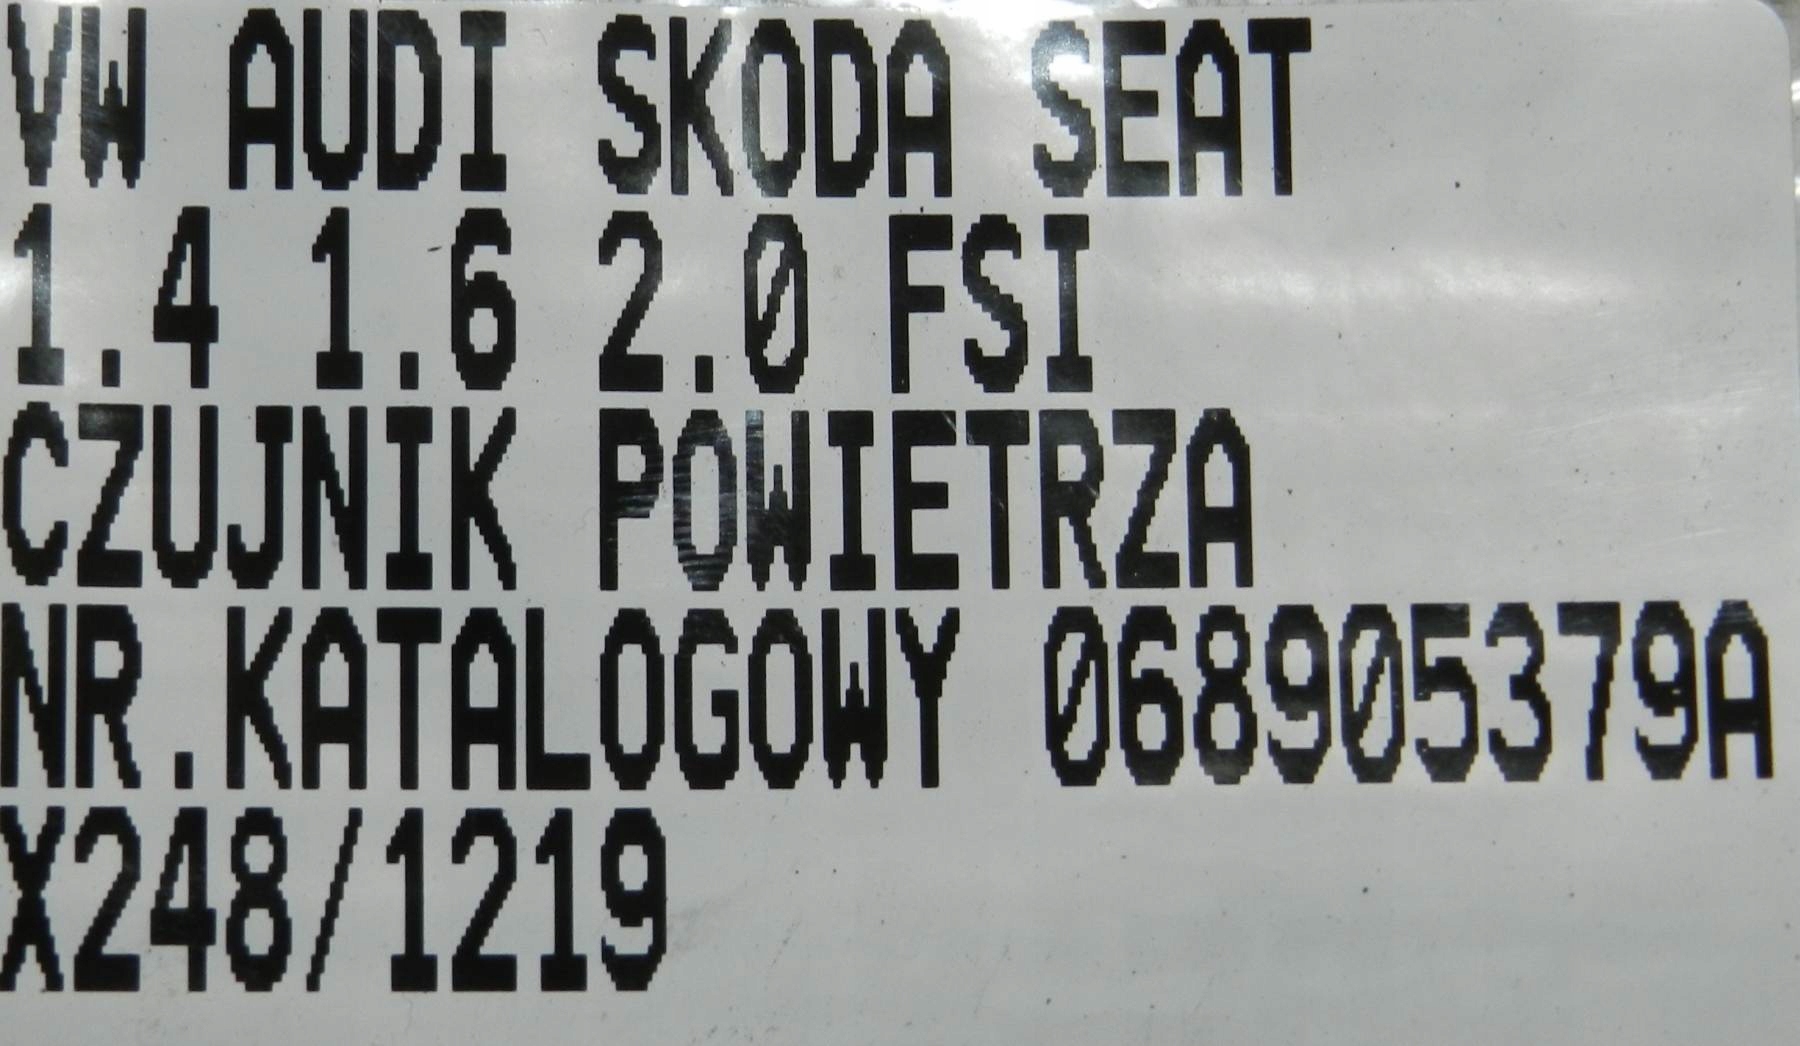 VW AUDI SKODA SEAT
1.4 1.6 2.0 FSI
CZUJNIK POWIETRZA
NR.KATALOGOWY 068905379A
X248/1219